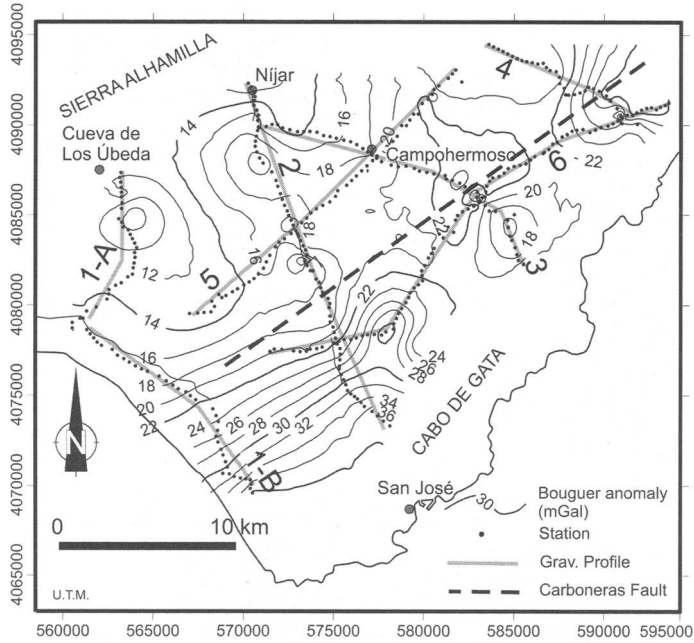 4095000
4090000
4085000
4080000
4075000
4070000
4065000
SIERRA ALHAMILLA
Níjar
Cueva de
Los Úbeda
Campohermoso
4
16
20
14
18
2
6
22
20
18
3
22
1-A
12
5
16
18
14
22
16
18
20
22
24
26
28
30
32
34
36
24
26
CABO DE GATA
1-B
N
San José
30
0 10 km
Bouguer anomaly
(mGal)
Station
Grav. Profile
Carboneras Fault
U.T.M.
560000 565000 570000 575000 580000 585000 590000 595000